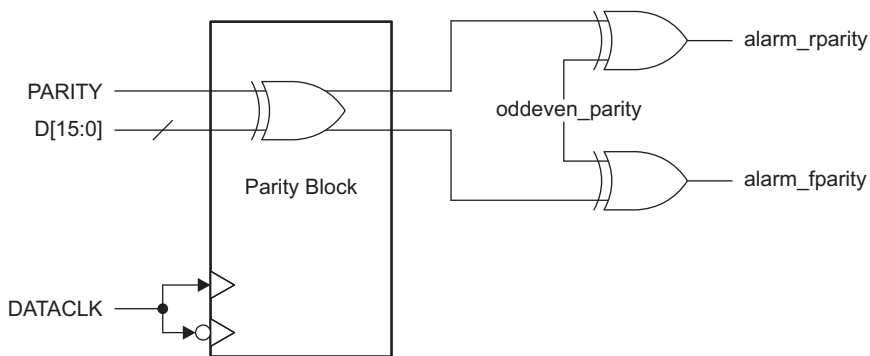 alarm_rparity
PARITY
oddeven_parity
D[15:0]
Parity Block
alarm_fparity
DATACLK